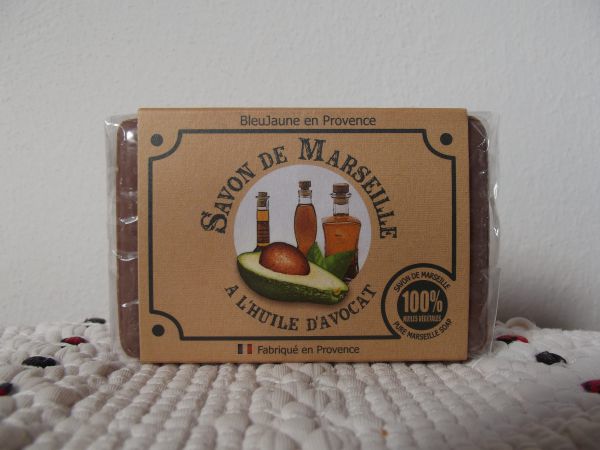 BleuJaune en Provence
SAVON DE MARSEILLE
A L'HUILE D'AVOCAT
SAVON DE MARSEILLE
100%
HUILES VEGETALES
PURE MARSEILLE SOAP
Fabriqué en Provence